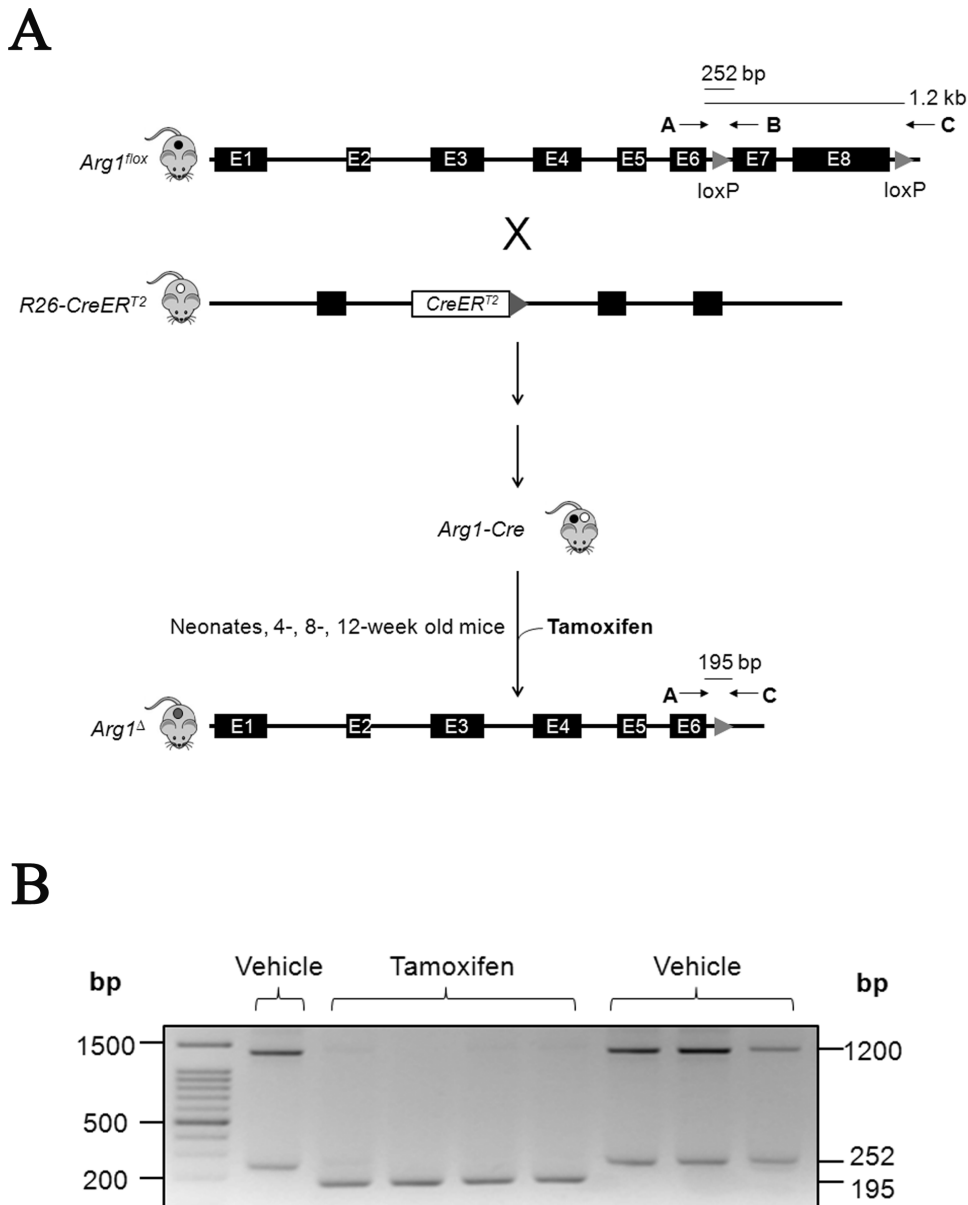 A
252 bp
1.2 kb
A B C
Arg1flox E1 E2 E3 E4 E5 E6 E7 E8
loxP loxP
X
R26-CreERT2 CreERT2
Arg1-Cre
Neonates, 4-, 8-, 12-week old mice Tamoxifen
195 bp
A C
Arg1Δ E1 E2 E3 E4 E5 E6
B
bp Vehicle Tamoxifen Vehicle bp
1500 1200
500
252
200 195